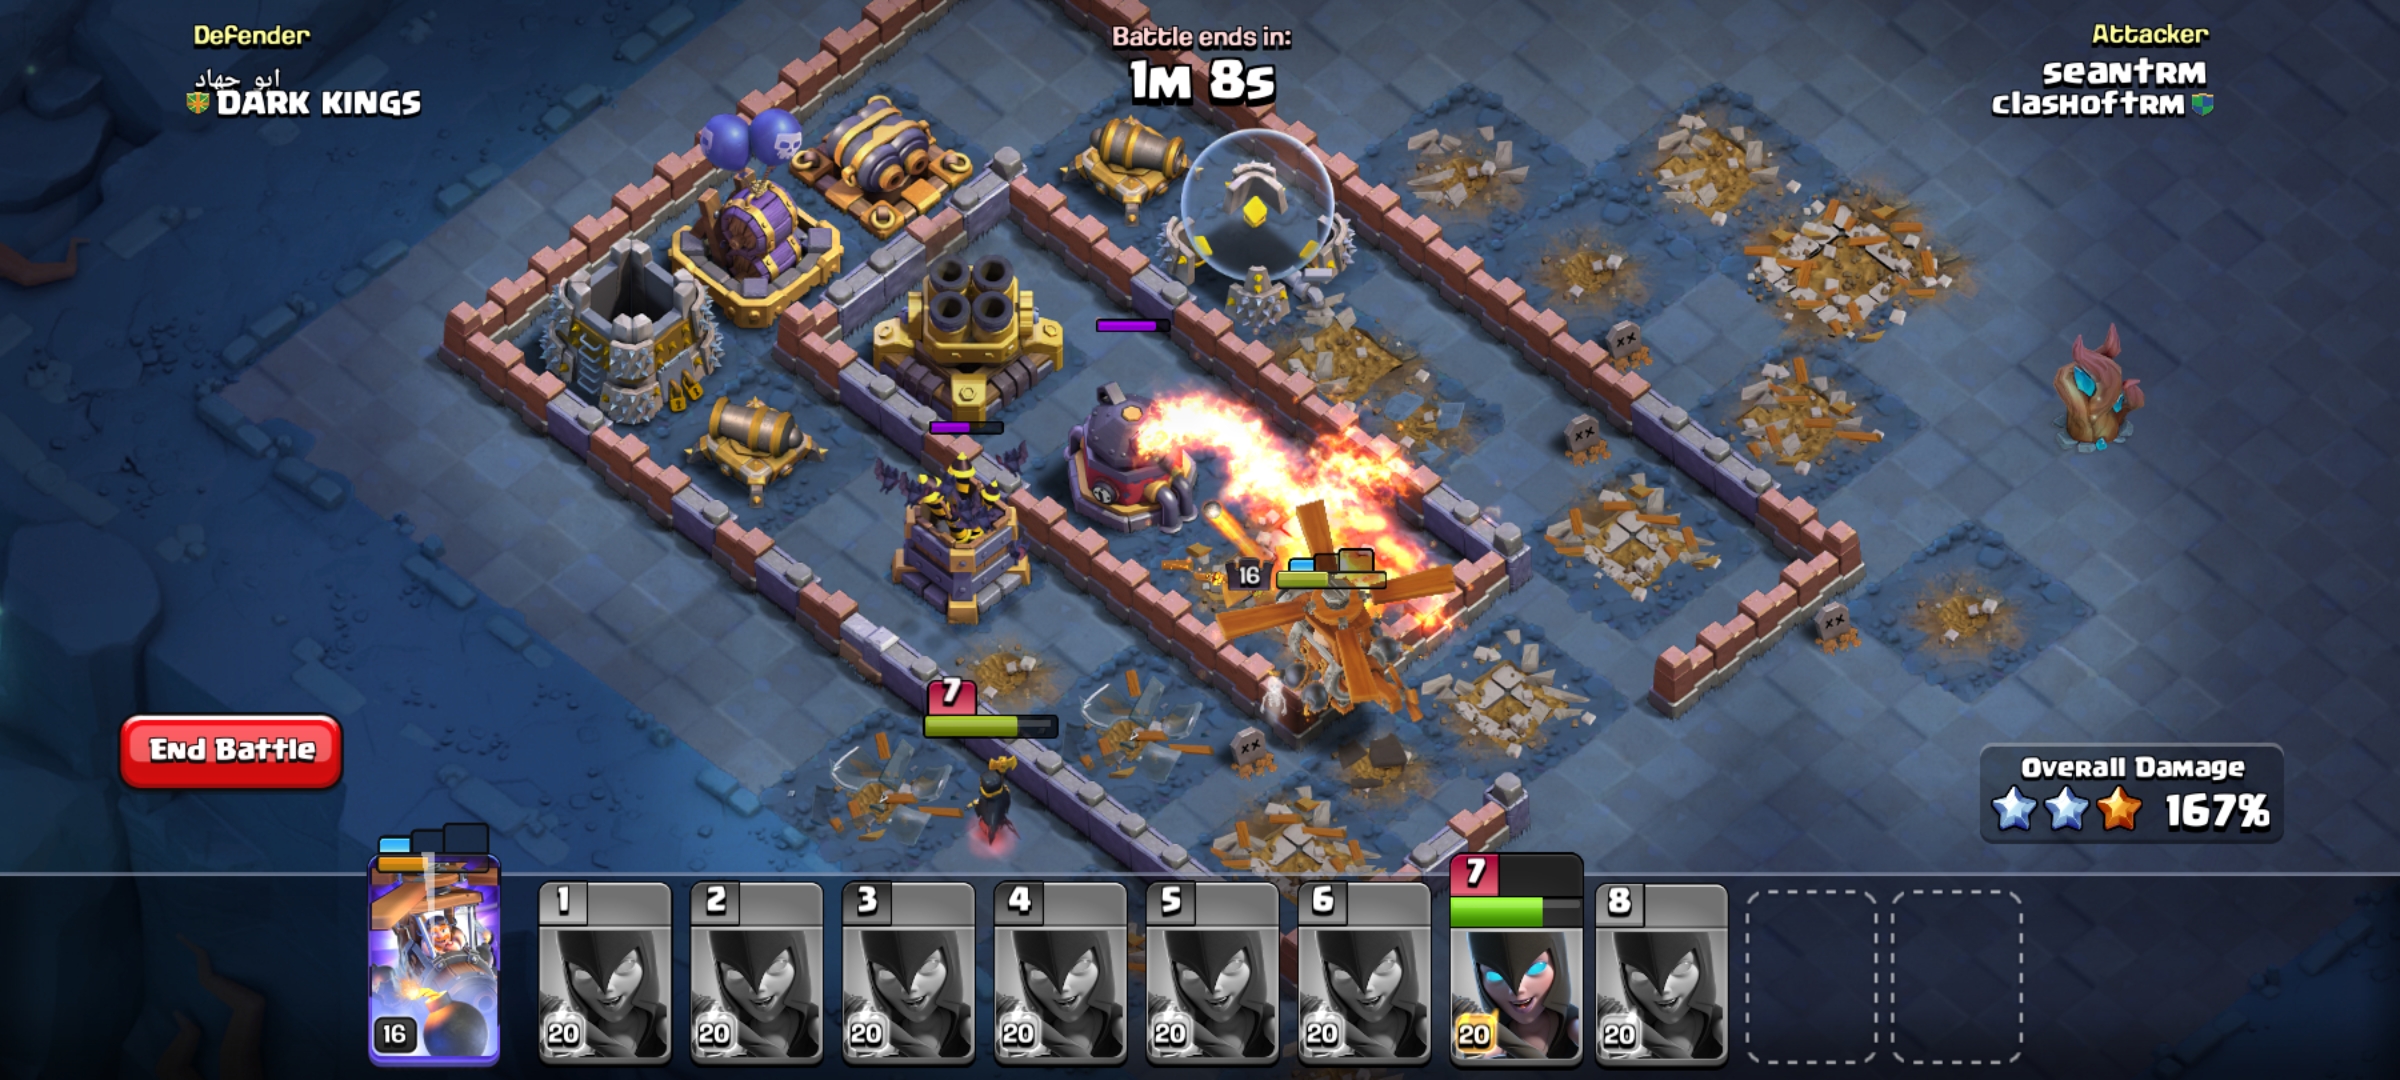 Defender
ابو جهاد
DARK KINGS
Battle ends in:
1M 8s
Attacker
seantRM
clashoftRM
16
7
End Battle
Overall Damage
167%
16
1
20
2
20
3
20
4
20
5
20
6
20
7
20
8
20